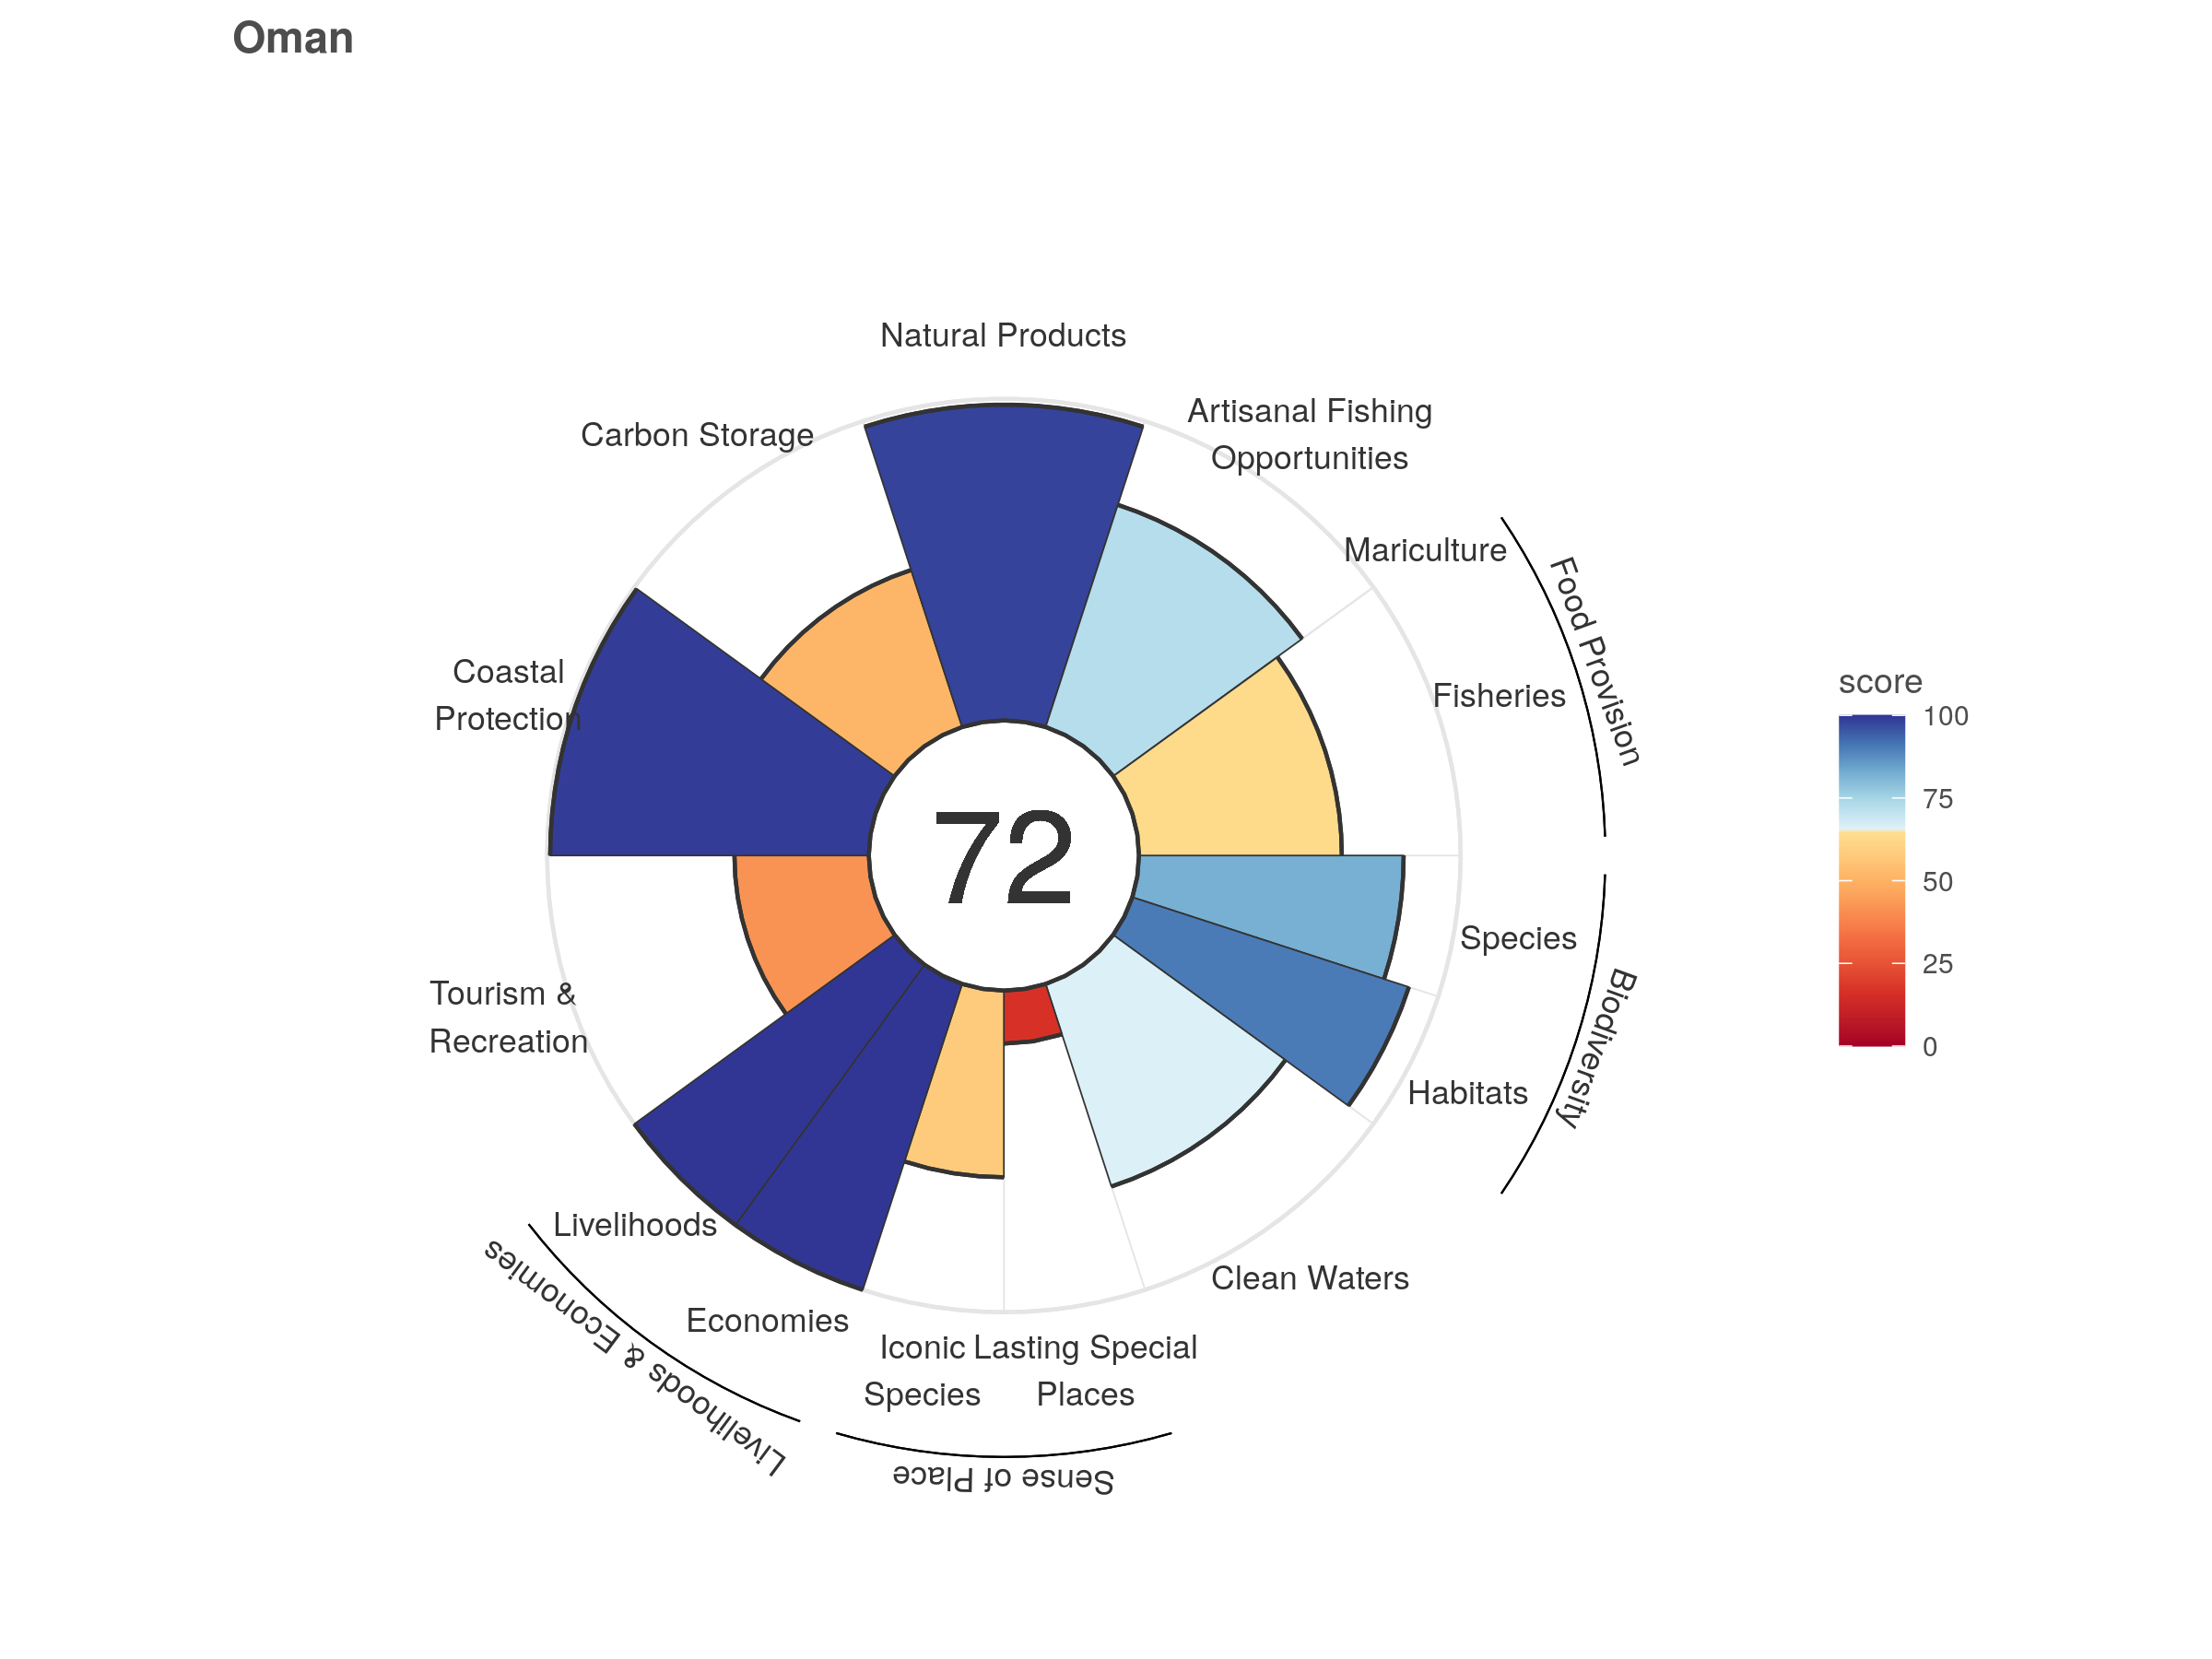 Oman
Natural Products
Artisanal Fishing
Opportunities
Carbon Storage
Mariculture
Food Provision
Fisheries
Coastal
Protection
score
100
75
50
25
0
72
Species
Biodiversity
Tourism &
Recreation
Habitats
Livelihoods
Clean Waters
Economies
Livelihoods & Economies
Iconic
Species
Lasting Special
Places
Sense of Place